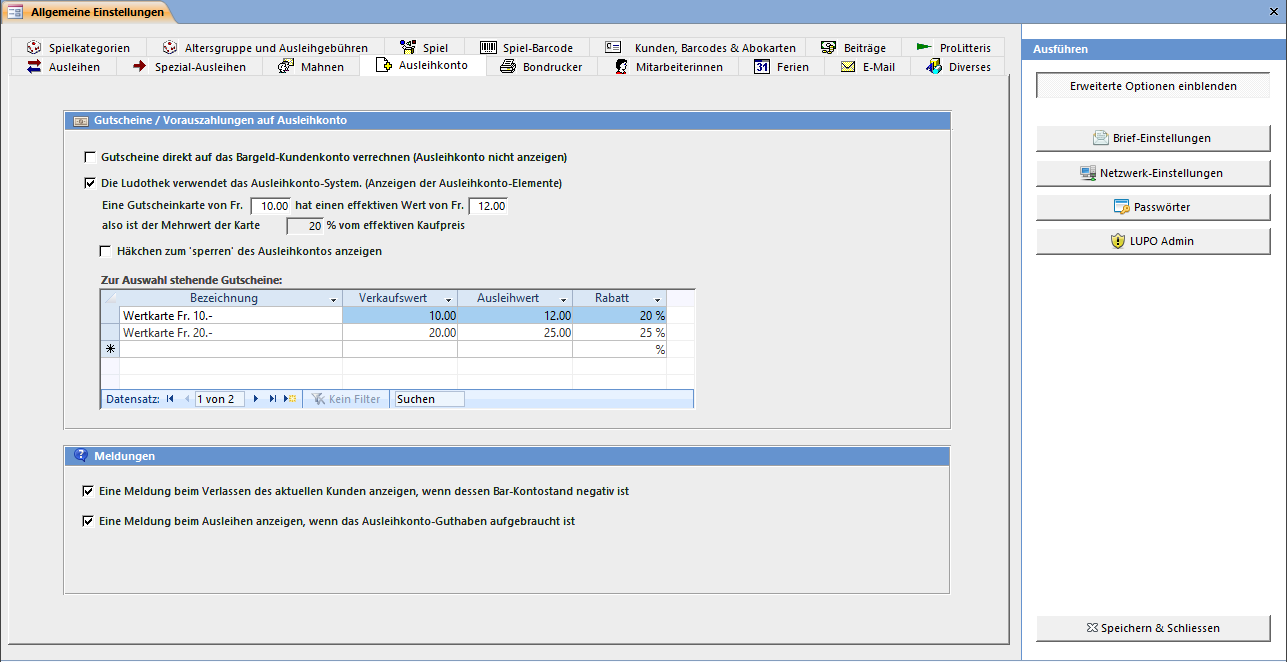 Allgemeine Einstellungen
Spielkategorien Altersgruppe und Ausleihgebühren Spiel Spiel-Barcode Kunden, Barcodes & Abokarten Beiträge ProLitteris
Ausleihen Spezial-Ausleihen Mahnen Ausleihkonto Bondrucker Mitarbeiterinnen 31 Ferien E-Mail Diverses
Gutscheine / Vorauszahlungen auf Ausleihkonto
Gutscheine direkt auf das Bargeld-Kundenkonto verrechnen (Ausleihkonto nicht anzeigen)
Die Ludothek verwendet das Ausleihkonto-System. (Anzeigen der Ausleihkonto-Elemente)
Eine Gutscheinkarte von Fr. 10.00 hat einen effektiven Wert von Fr. 12.00
also ist der Mehrwert der Karte 20 % vom effektiven Kaufpreis
Häkchen zum 'sperren' des Ausleihkontos anzeigen
Zur Auswahl stehende Gutscheine:
Bezeichnung Verkaufswert Ausleihwert Rabatt
Wertkarte Fr. 10.- 10.00 12.00 20 %
Wertkarte Fr. 20.- 20.00 25.00 25 %
%
Datensatz: 1 von 2 Kein Filter Suchen
Meldungen
Eine Meldung beim Verlassen des aktuellen Kunden anzeigen, wenn dessen Bar-Kontostand negativ ist
Eine Meldung beim Ausleihen anzeigen, wenn das Ausleihkonto-Guthaben aufgebraucht ist
Ausführen
Erweiterte Optionen einblenden
Brief-Einstellungen
Netzwerk-Einstellungen
Passwörter
LUPO Admin
Speichern & Schliessen